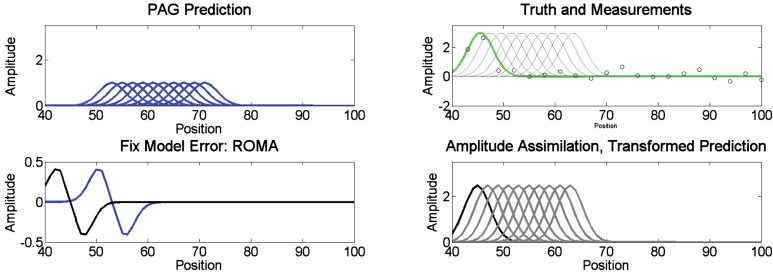 PAG Prediction
Amplitude
2
0
40 50 60 70 80 90 100
Position
Truth and Measurements
Amplitude
2
0
-2
40 50 60 70 80 90 100
Position
Fix Model Error: ROMA
Amplitude
0.5
0
-0.5
40 50 60 70 80 90 100
Position
Amplitude Assimilation, Transformed Prediction
Amplitude
2
0
40 50 60 70 80 90 100
Position